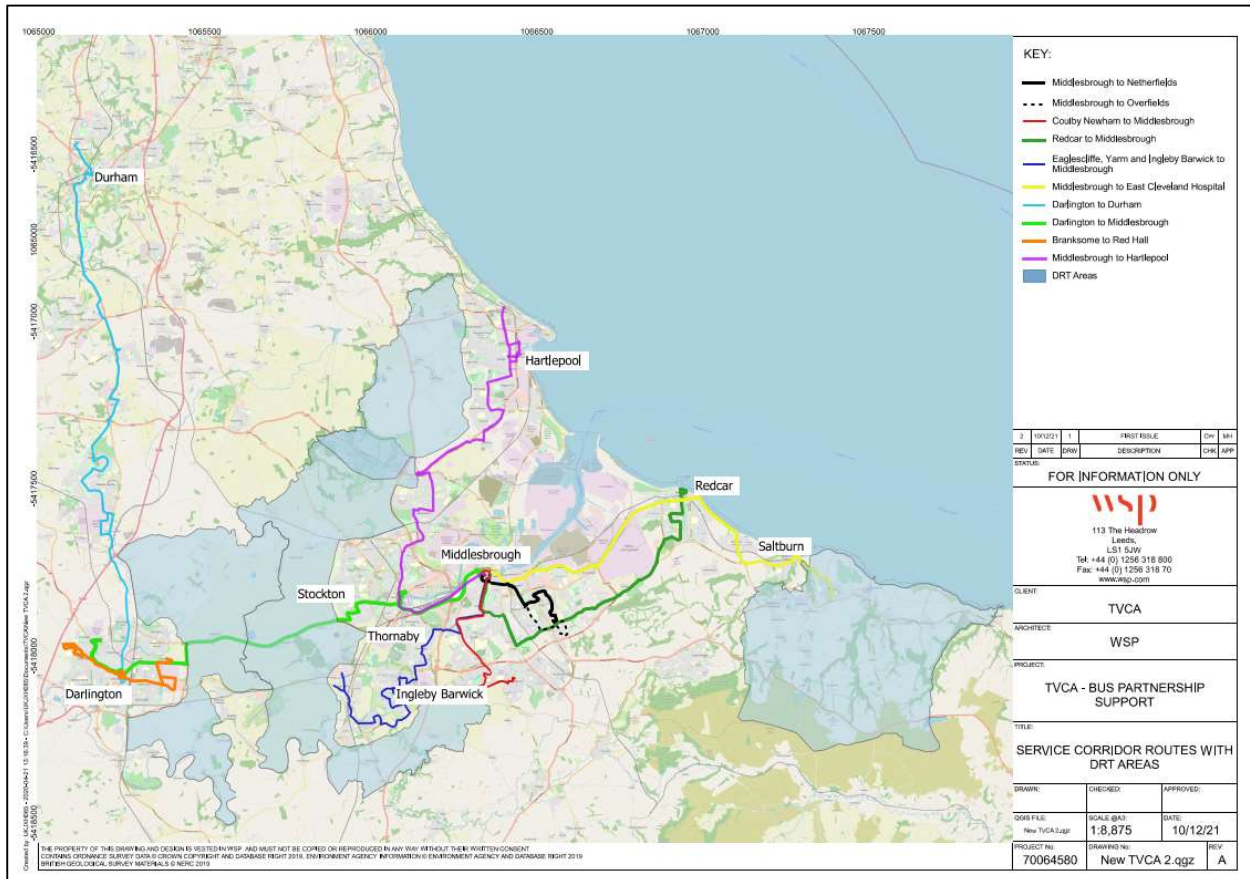 1065000 1065500 1066000 1066500 1067000 1067500
KEY:
Middlesbrough to Netherfields
Middlesbrough to Overfields
Coulby Newham to Middlesbrough
Redcar to Middlesbrough
Eaglescliffe, Yarm and Ingleby Barwick to
Middlesbrough
Middlesbrough to East Cleveland Hospital
Darlington to Durham
Darlington to Middlesbrough
Branksome to Red Hall
Middlesbrough to Hartlepool
DRT Areas
-5416500
1065000
-5417000
-5417500
-5418000
-5418500
Durham
Hartlepool
Redcar
Middlesbrough
Saltburn
Stockton
Thornaby
Darlington
Ingleby Barwick
2 10/12/21 1 FIRST ISSUE MH
REV DATE DRW DESCRIPTION CHK APP
STATUS:
FOR INFORMATION ONLY
wsp
113 The Headrow
Leeds,
LS1 5JW
Tel: +44 (0) 1256 318 800
Fax: +44 (0) 1256 318 70
www.wsp.com
CLIENT:
TVCA
ARCHITECT:
WSP
PROJECT:
TVCA - BUS PARTNERSHIP
SUPPORT
TITLE:
SERVICE CORRIDOR ROUTES WITH
DRT AREAS
DRAWN: CHECKED: APPROVED:
QGIS FILE: SCALE @A3: DATE:
New TVCA 2.qgz 1:8,875 10/12/21
PROJECT No: DRAWING No: REV
70064580 New TVCA 2.qgz A
THE PROPERTY OF THIS DRAWING AND DESIGN IS VESTED IN WSP AND MUST NOT BE COPIED OR REPRODUCED IN ANY WAY WITHOUT THEIR WRITTEN CONSENT
CONTAINS ORDNANCE SURVEY DATA © CROWN COPYRIGHT AND DATABASE RIGHT 2019. ENVIRONMENT AGENCY INFORMATION © ENVIRONMENT AGENCY AND DATABASE RIGHT 2019
BRITISH GEOLOGICAL SURVEY MATERIALS © NERC 2019